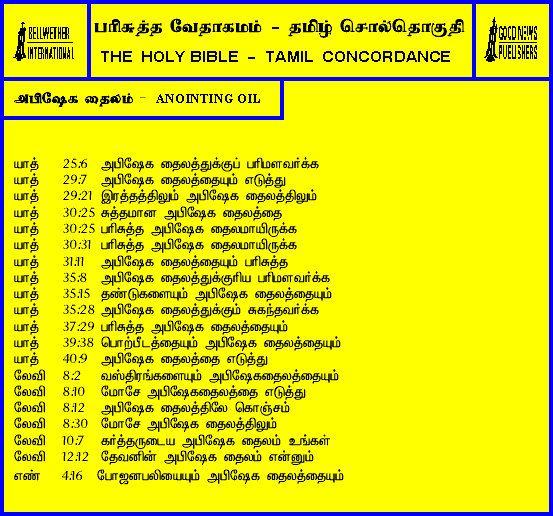 BELLWETHER
INTERNATIONAL
பரிசுத்த வேதாகமம் - தமிழ் சொல்தொகுதி
THE HOLY BIBLE - TAMIL CONCORDANCE
GOOD NEWS
PUBLISHERS
அபிஷேக தைலம் - ANOINTING OIL
யாத் 25:6 அபிஷேக தைலத்துக்குப் பரிமளவர்க்க
யாத் 29:7 அபிஷேக தைலத்தையும் எடுத்து
யாத் 29:21 இரத்தத்திலும் அபிஷேக தைலத்திலும்
யாத் 30:25 சுத்தமான அபிஷேக தைலத்தை
யாத் 30:25 பரிசுத்த அபிஷேக தைலமாயிருக்க
யாத் 30:31 பரிசுத்த அபிஷேக தைலமாயிருக்க
யாத் 31:11 அபிஷேக தைலத்தையும் பரிசுத்த
யாத் 35:8 அபிஷேக தைலத்துக்குரிய பரிமளவர்க்க
யாத் 35:15 தண்டுகளையும் அபிஷேக தைலத்தையும்
யாத் 35:28 அபிஷேக தைலத்துக்கும் சுகந்தவர்க்க
யாத் 37:29 பரிசுத்த அபிஷேக தைலத்தையும்
யாத் 39:38 பொற்பீடத்தையும் அபிஷேக தைலத்தையும்
யாத் 40:9 அபிஷேக தைலத்தை எடுத்து
லேவி 8:2 வஸ்திரங்களையும் அபிஷேகதைலத்தையும்
லேவி 8:10 மோசே அபிஷேகதைலத்தை எடுத்து
லேவி 8:12 அபிஷேக தைலத்திலே கொஞ்சம்
லேவி 8:30 மோசே அபிஷேக தைலத்திலும்
லேவி 10:7 கர்த்தருடைய அபிஷேக தைலம் உங்கள்
லேவி 12:12 தேவனின் அபிஷேக தைலம் என்னும்
எண் 4:16 போஜனபலியையும் அபிஷேக தைலத்தையும்